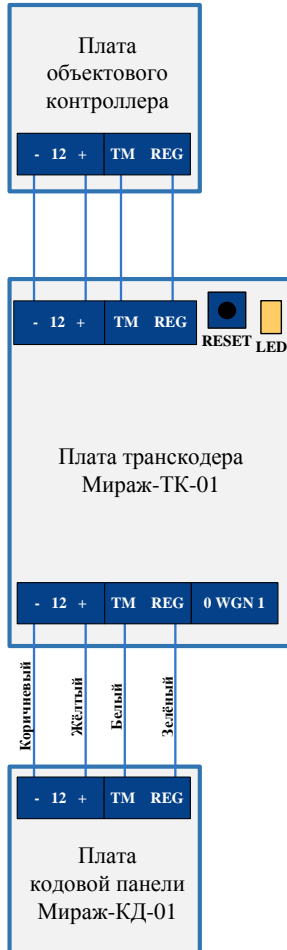 Плата
объектового
контроллера
- 12 + TM REG
- 12 + TM REG
RESET LED
Плата транскодера
Мираж-ТК-01
- 12 + TM REG 0 WGN 1
Коричневый
Жёлтый
Белый
Зелёный
- 12 + TM REG
Плата
кодовой панели
Мираж-КД-01